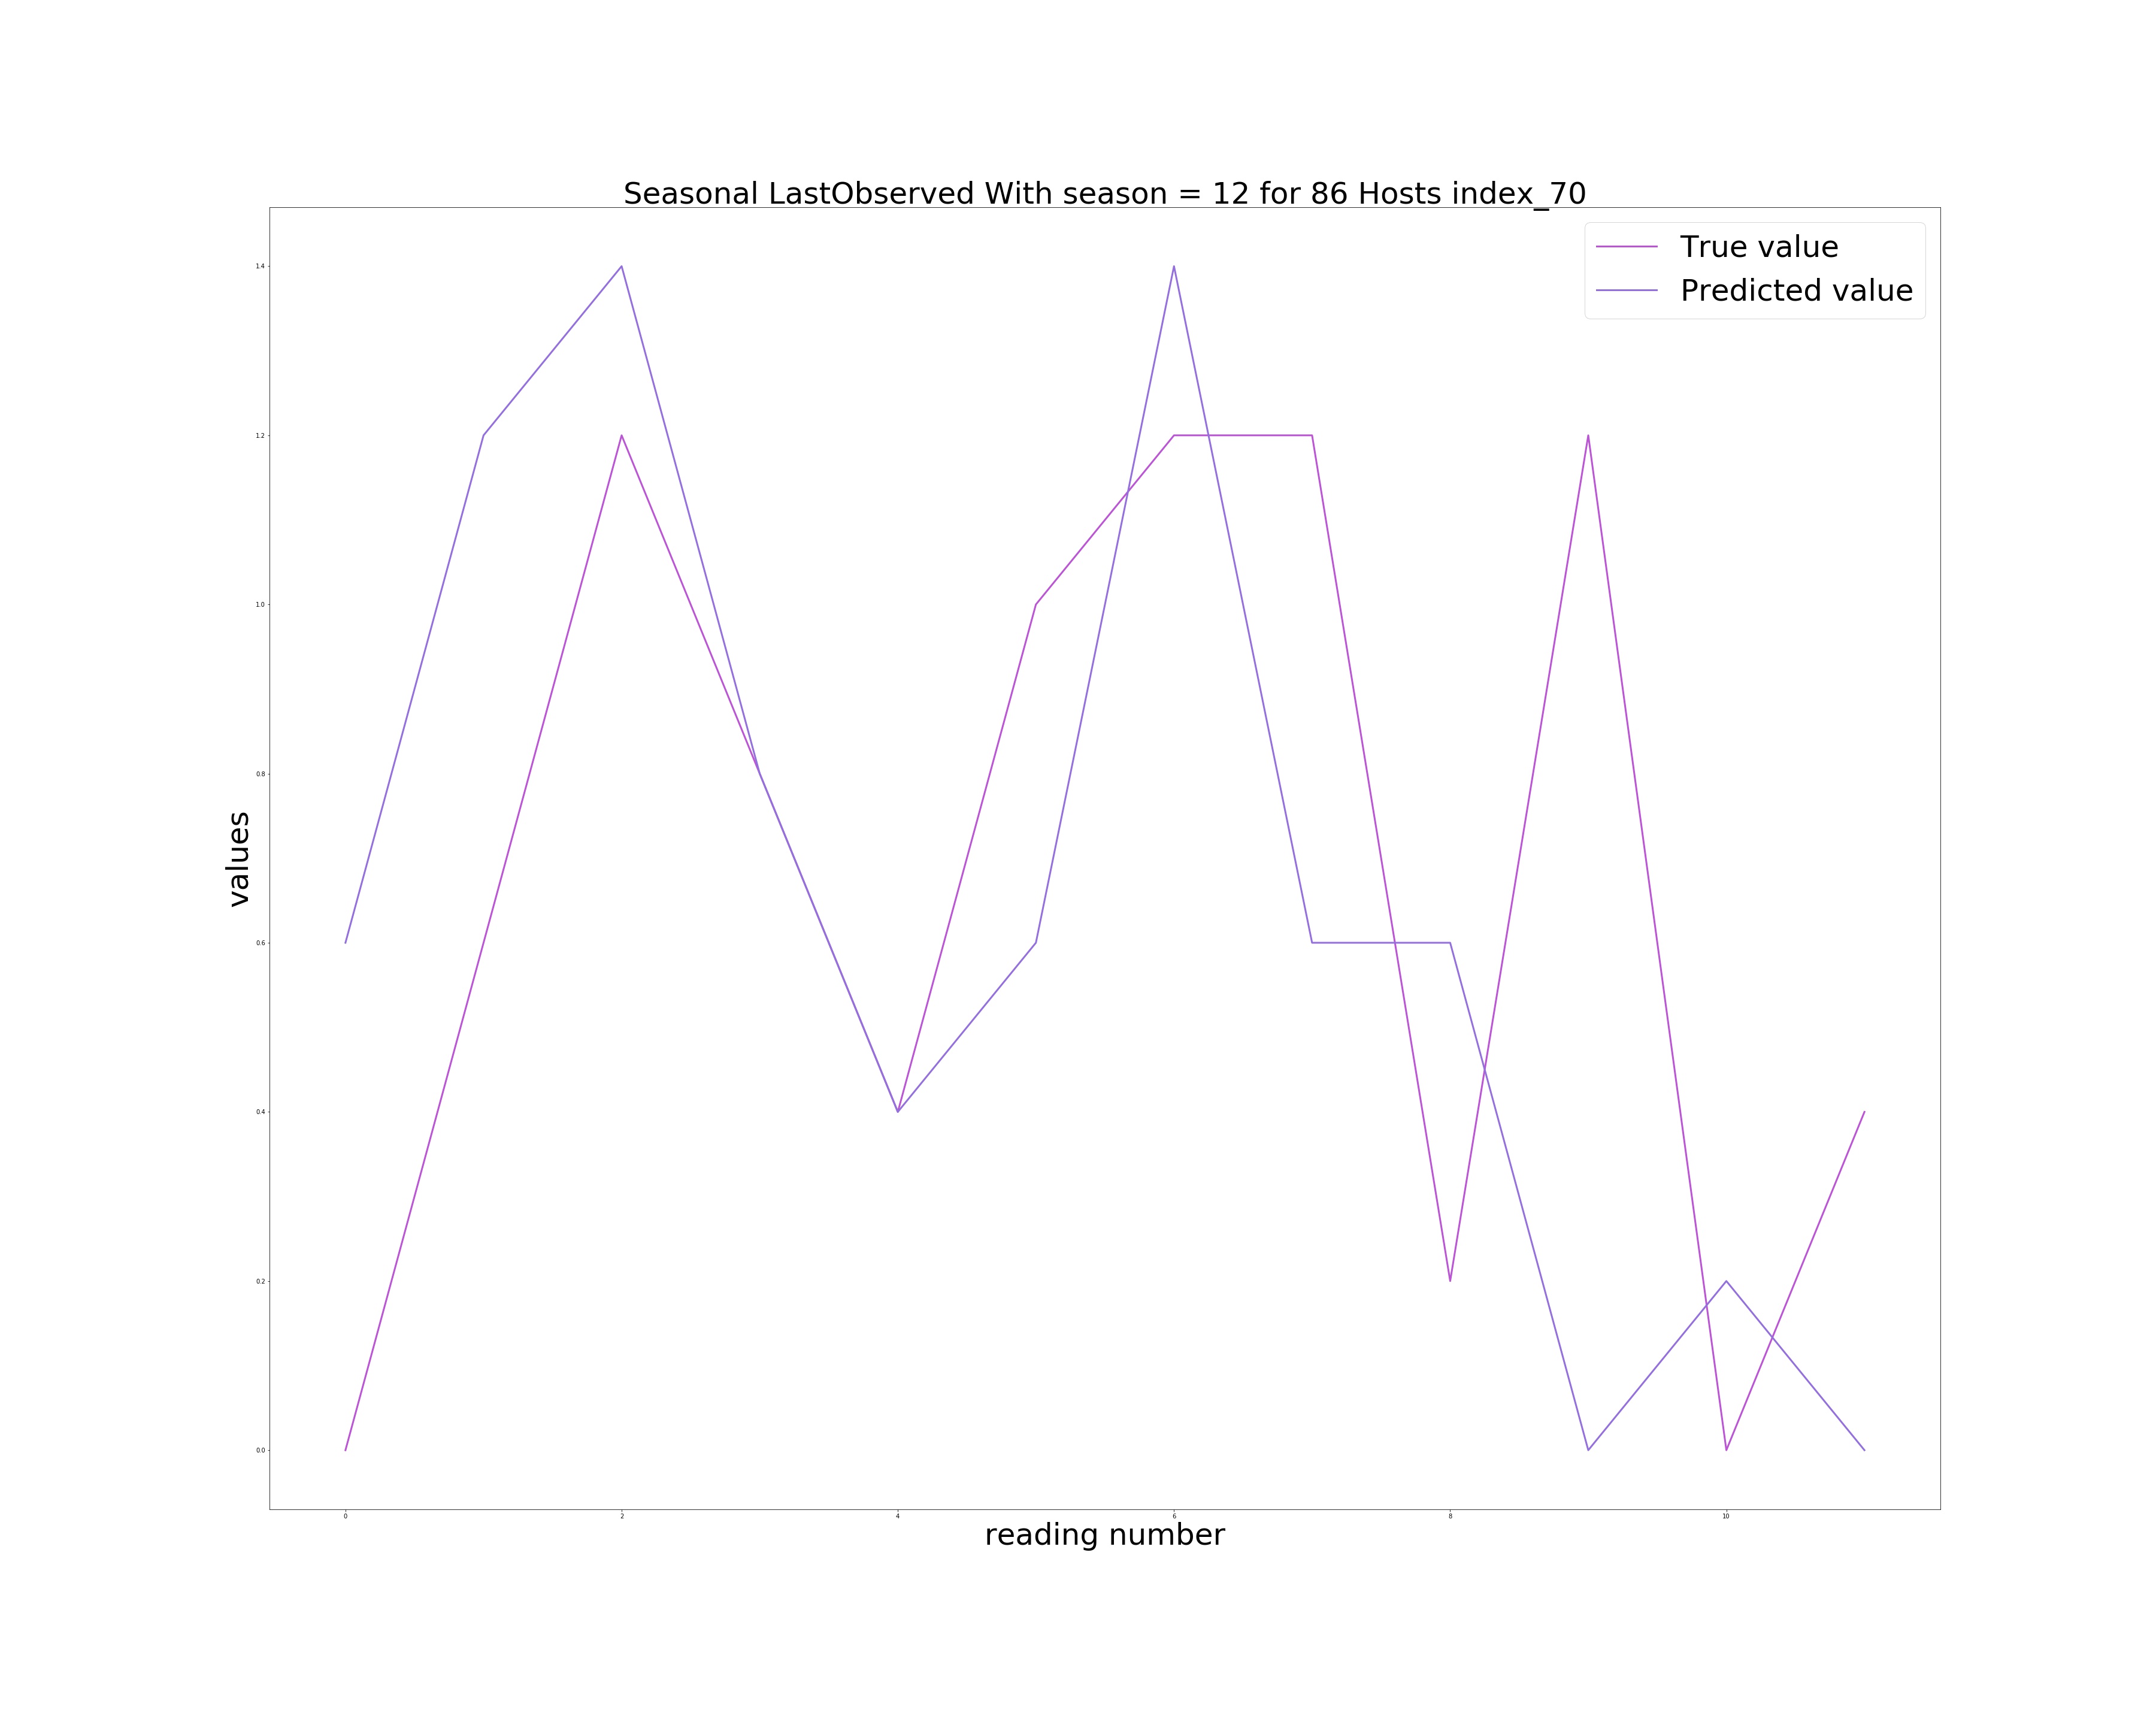 Seasonal LastObserved With season = 12 for 86 Hosts index_70
True value
Predicted value
1.4
1.2
1.0
0.8
0.6
0.4
0.2
0.0
values
0 2 4 6 8 10
reading number